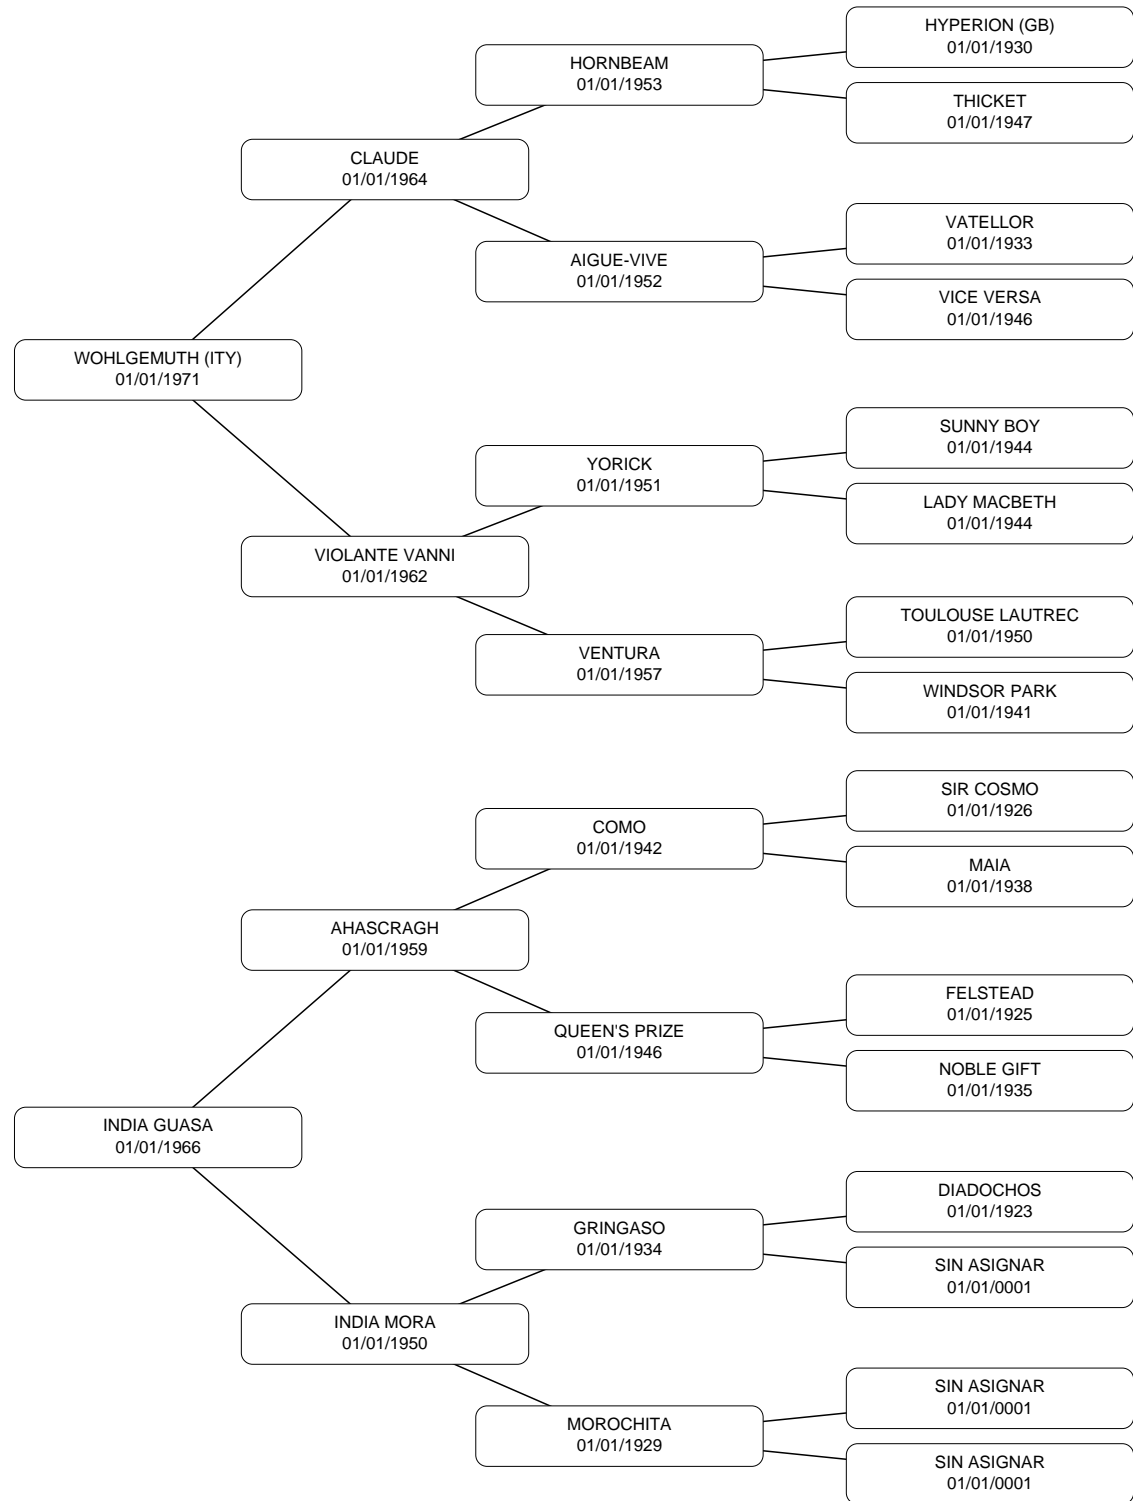 HYPERION (GB)
01/01/1930
HORNBEAM
01/01/1953
THICKET
01/01/1947
CLAUDE
01/01/1964
VATELLOR
01/01/1933
AIGUE-VIVE
01/01/1952
VICE VERSA
01/01/1946
WOHLGEMUTH (ITY)
01/01/1971
SUNNY BOY
01/01/1944
YORICK
01/01/1951
LADY MACBETH
01/01/1944
VIOLANTE VANNI
01/01/1962
TOULOUSE LAUTREC
01/01/1950
VENTURA
01/01/1957
WINDSOR PARK
01/01/1941
SIR COSMO
01/01/1926
COMO
01/01/1942
MAIA
01/01/1938
AHASCRAGH
01/01/1959
FELSTEAD
01/01/1925
QUEEN'S PRIZE
01/01/1946
NOBLE GIFT
01/01/1935
INDIA GUASA
01/01/1966
DIADOCHOS
01/01/1923
GRINGASO
01/01/1934
SIN ASIGNAR
01/01/0001
INDIA MORA
01/01/1950
SIN ASIGNAR
01/01/0001
MOROCHITA
01/01/1929
SIN ASIGNAR
01/01/0001